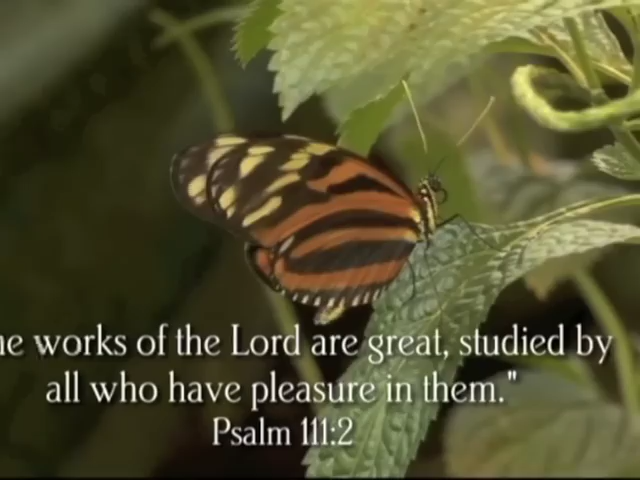 he works of the Lord are great, studied by
all who have pleasure in them."
Psalm 111:2